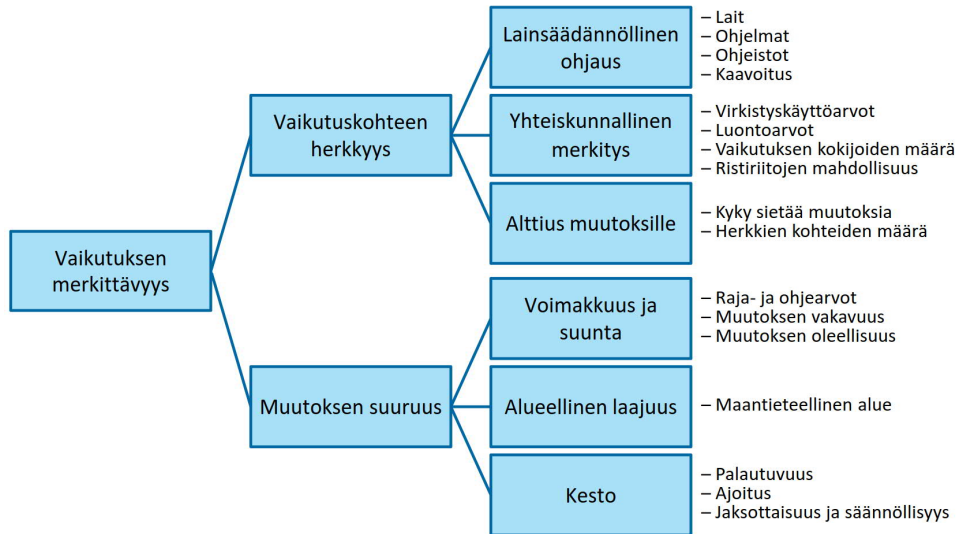 Vaikutuksen
merkittävyys
Vaikutuskohteen
herkkyys
Lainsäädännöllinen
ohjaus
– Lait
– Ohjelmat
– Ohjeistot
– Kaavoitus
Yhteiskunnallinen
merkitys
– Virkistyskäyttöarvot
– Luontoarvot
– Vaikutuksen kokijoiden määrä
– Ristiriitojen mahdollisuus
Alttius muutoksille
– Kyky sietää muutoksia
– Herkkien kohteiden määrä
Muutoksen suuruus
Voimakkuus ja
suunta
– Raja- ja ohjearvot
– Muutoksen vakavuus
– Muutoksen oleellisuus
Alueellinen laajuus
– Maantieteellinen alue
Kesto
– Palautuvuus
– Ajoitus
– Jaksottaisuus ja säännöllisyys